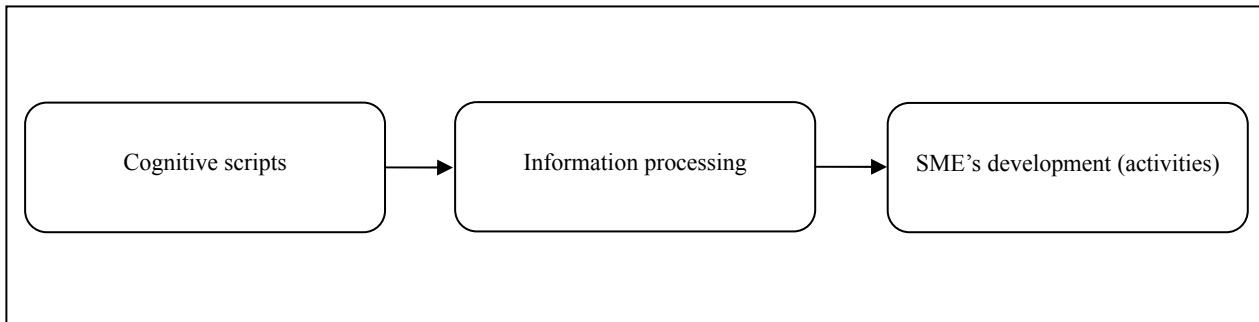 Cognitive scripts
Information processing
SME’s development (activities)